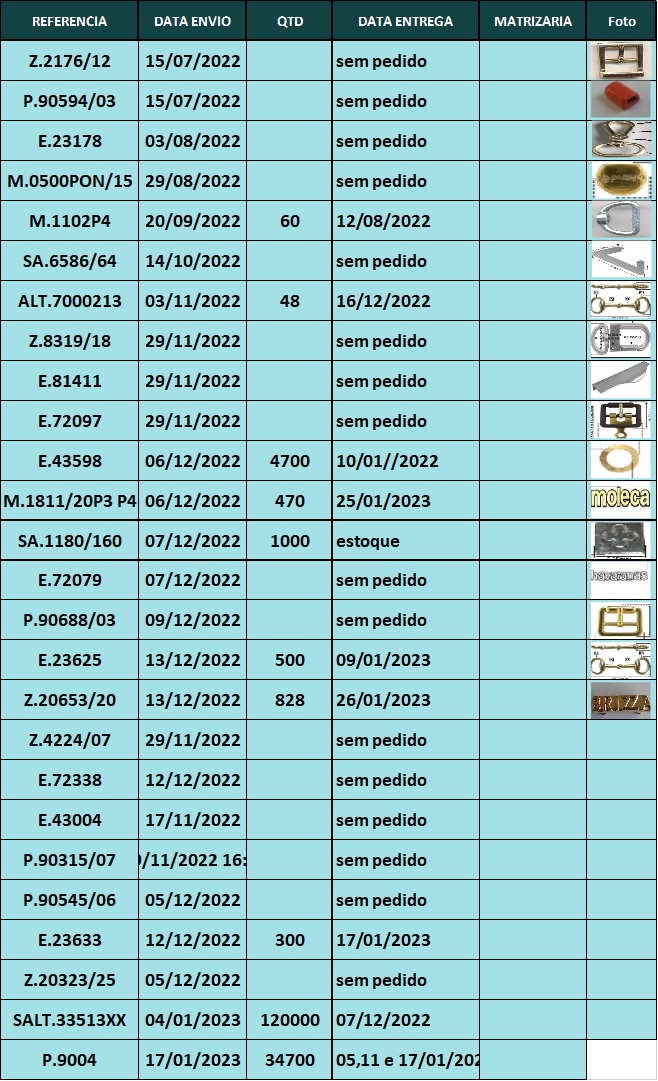 REFERENCIA DATA ENVIO QTD DATA ENTREGA MATRIZARIA Foto
Z.2176/12 15/07/2022 sem pedido
P.90594/03 15/07/2022 sem pedido
E.23178 03/08/2022 sem pedido
M.0500PON/15 29/08/2022 sem pedido
M.1102P4 20/09/2022 60 12/08/2022
SA.6586/64 14/10/2022 sem pedido
ALT.7000213 03/11/2022 48 16/12/2022
Z.8319/18 29/11/2022 sem pedido
E.81411 29/11/2022 sem pedido
E.72097 29/11/2022 sem pedido
E.43598 06/12/2022 4700 10/01//2022
M.1811/20P3 P4 06/12/2022 470 25/01/2023 moleca
SA.1180/160 07/12/2022 1000 estoque
E.72079 07/12/2022 sem pedido havaianas
P.90688/03 09/12/2022 sem pedido
E.23625 13/12/2022 500 09/01/2023
Z.20653/20 13/12/2022 828 26/01/2023
Z.4224/07 29/11/2022 sem pedido
E.72338 12/12/2022 sem pedido
E.43004 17/11/2022 sem pedido
P.90315/07 /11/2022 16: sem pedido
P.90545/06 05/12/2022 sem pedido
E.23633 12/12/2022 300 17/01/2023
Z.20323/25 05/12/2022 sem pedido
SALT.33513XX 04/01/2023 120000 07/12/2022
P.9004 17/01/2023 34700 05,11 e 17/01/202